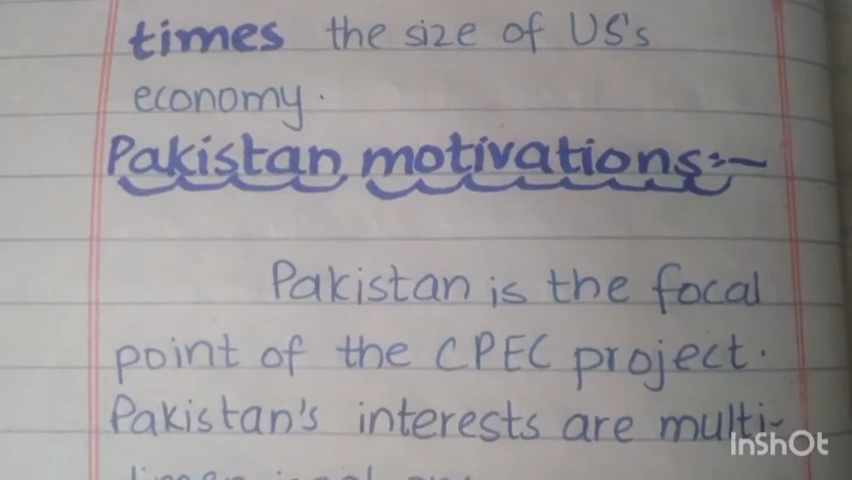 times the size of US's
economy.
Pakistan motivations:-
Pakistan is the focal
point of the CPEC project.
Pakistan's interests are multi-
InShOt